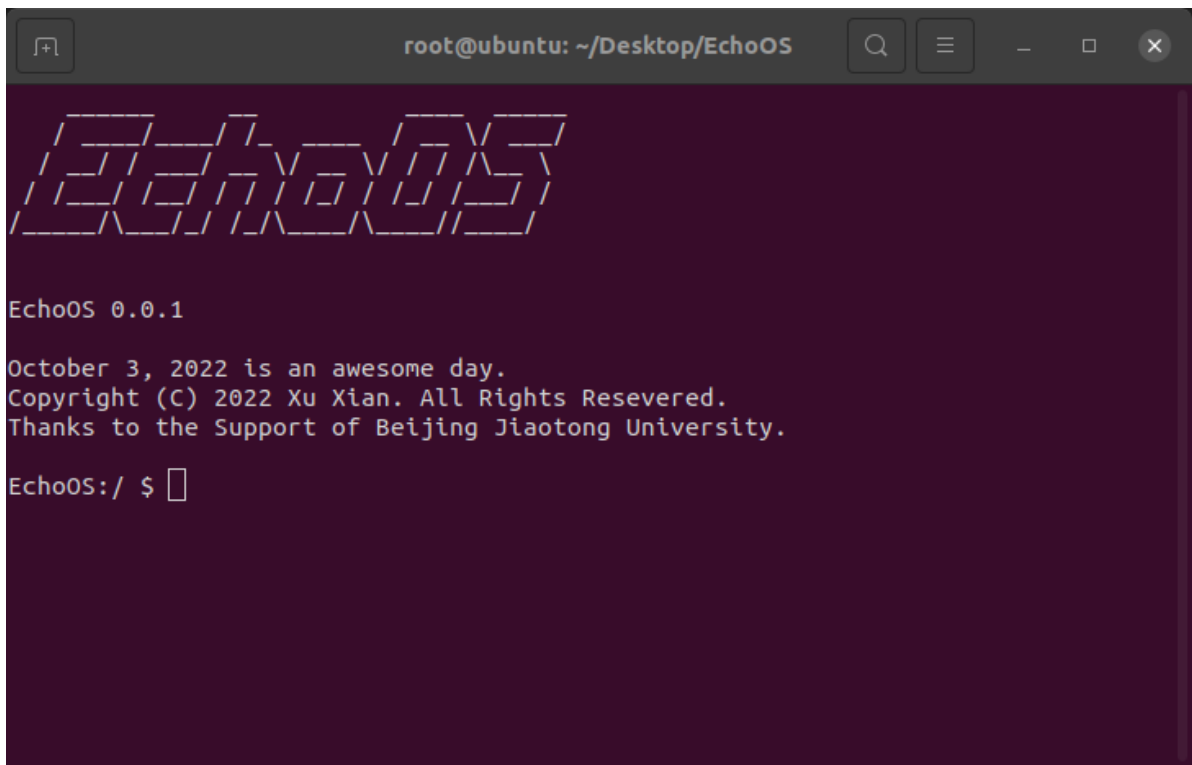 root@ubuntu: ~/Desktop/EchoOS
EchoOS
EchoOS 0.0.1
October 3, 2022 is an awesome day.
Copyright (C) 2022 Xu Xian. All Rights Resevered.
Thanks to the Support of Beijing Jiaotong University.
EchoOS:/ $